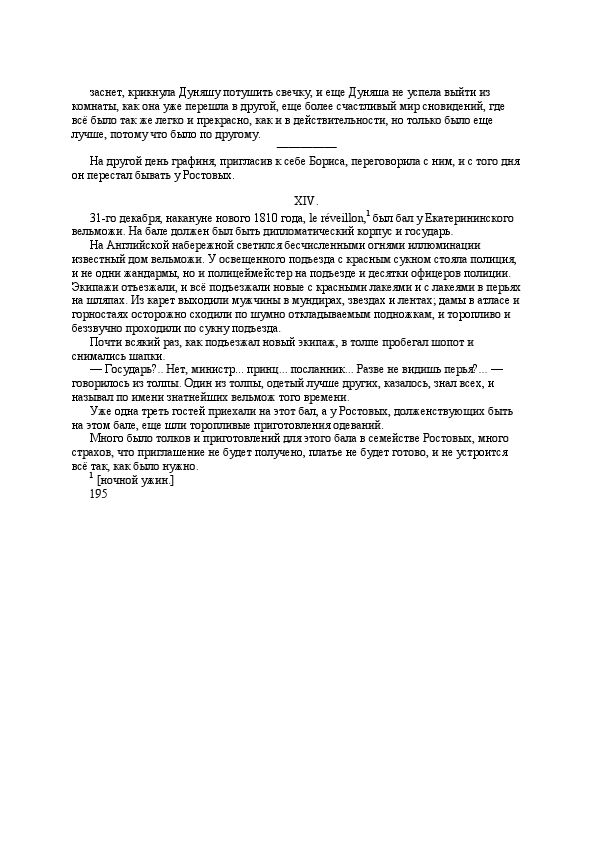 заснет, крикнула Дуняшу потушить свечку, и еще Дуняша не успела выйти из
комнаты, как она уже перешла в другой, еще более счастливый мир сновидений, где
всё было так же легко и прекрасно, как и в действительности, но только было еще
лучше, потому что было по другому.
На другой день графиня, пригласив к себе Бориса, переговорила с ним, и с того дня
он перестал бывать у Ростовых.
XIV.
31-го декабря, накануне нового 1810 года, le réveillon,¹ был бал у Екатерининского
вельможи. На бале должен был быть дипломатический корпус и государь.
На Английской набережной светился бесчисленными огнями иллюминации
известный дом вельможи. У освещенного подъезда с красным сукном стояла полиция,
и не одни жандармы, но и полицеймейстер на подъезде и десятки офицеров полиции.
Экипажи отъезжали, и всё подъезжали новые с красными лакеями и с лакеями в перьях
на шляпах. Из карет выходили мужчины в мундирах, звездах и лентах; дамы в атласе и
горностаях осторожно сходили по шумно откладываемым подножкам, и торопливо и
беззвучно проходили по сукну подъезда.
Почти всякий раз, как подъезжал новый экипаж, в толпе пробегал шопот и
снимались шапки.
— Государь?.. Нет, министр... принц... посланник... Разве не видишь перья?... —
говорилось из толпы. Один из толпы, одетый лучше других, казалось, знал всех, и
называл по имени знатнейших вельмож того времени.
Уже одна треть гостей приехали на этот бал, а у Ростовых, долженствующих быть
на этом бале, еще шли торопливые приготовления одеваний.
Много было толков и приготовлений для этого бала в семействе Ростовых, много
страхов, что приглашение не будет получено, платье не будет готово, и не устроится
всё так, как было нужно.
¹ [ночной ужин.]
195